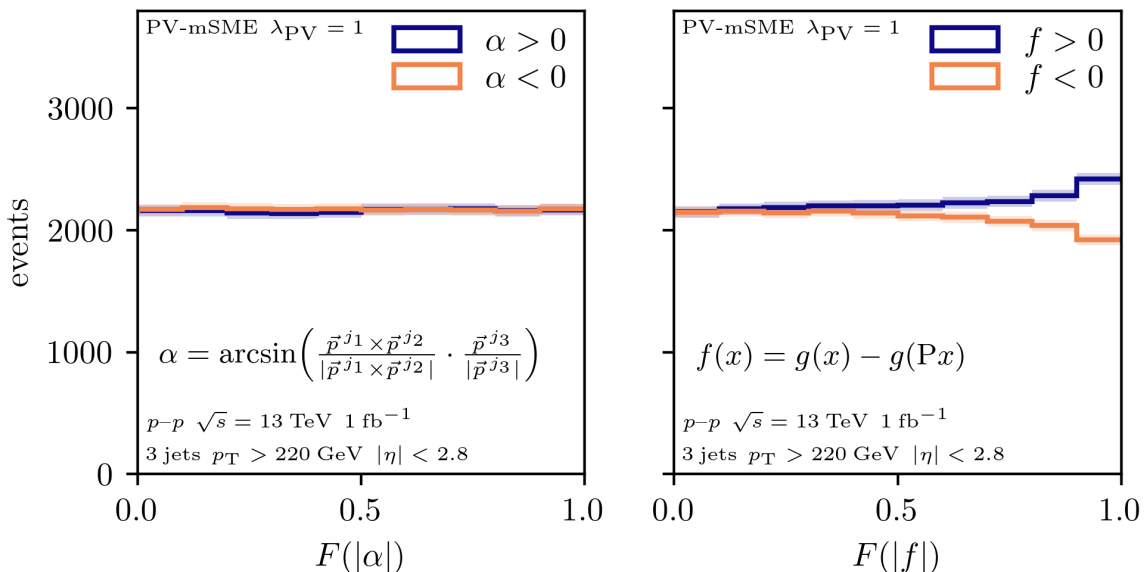 PV-mSME λ_PV = 1
α > 0
α < 0
events
3000
2000
1000
0
α = arcsin( (p⃗^{j1} × p⃗^{j2}) / |p⃗^{j1} × p⃗^{j2}| · p⃗^{j3} / |p⃗^{j3}| )
p–p √s = 13 TeV 1 fb⁻¹
3 jets p_T > 220 GeV |η| < 2.8
0.0 0.5 1.0
F(|α|)
PV-mSME λ_PV = 1
f > 0
f < 0
f(x) = g(x) − g(Px)
p–p √s = 13 TeV 1 fb⁻¹
3 jets p_T > 220 GeV |η| < 2.8
0.0 0.5 1.0
F(|f|)